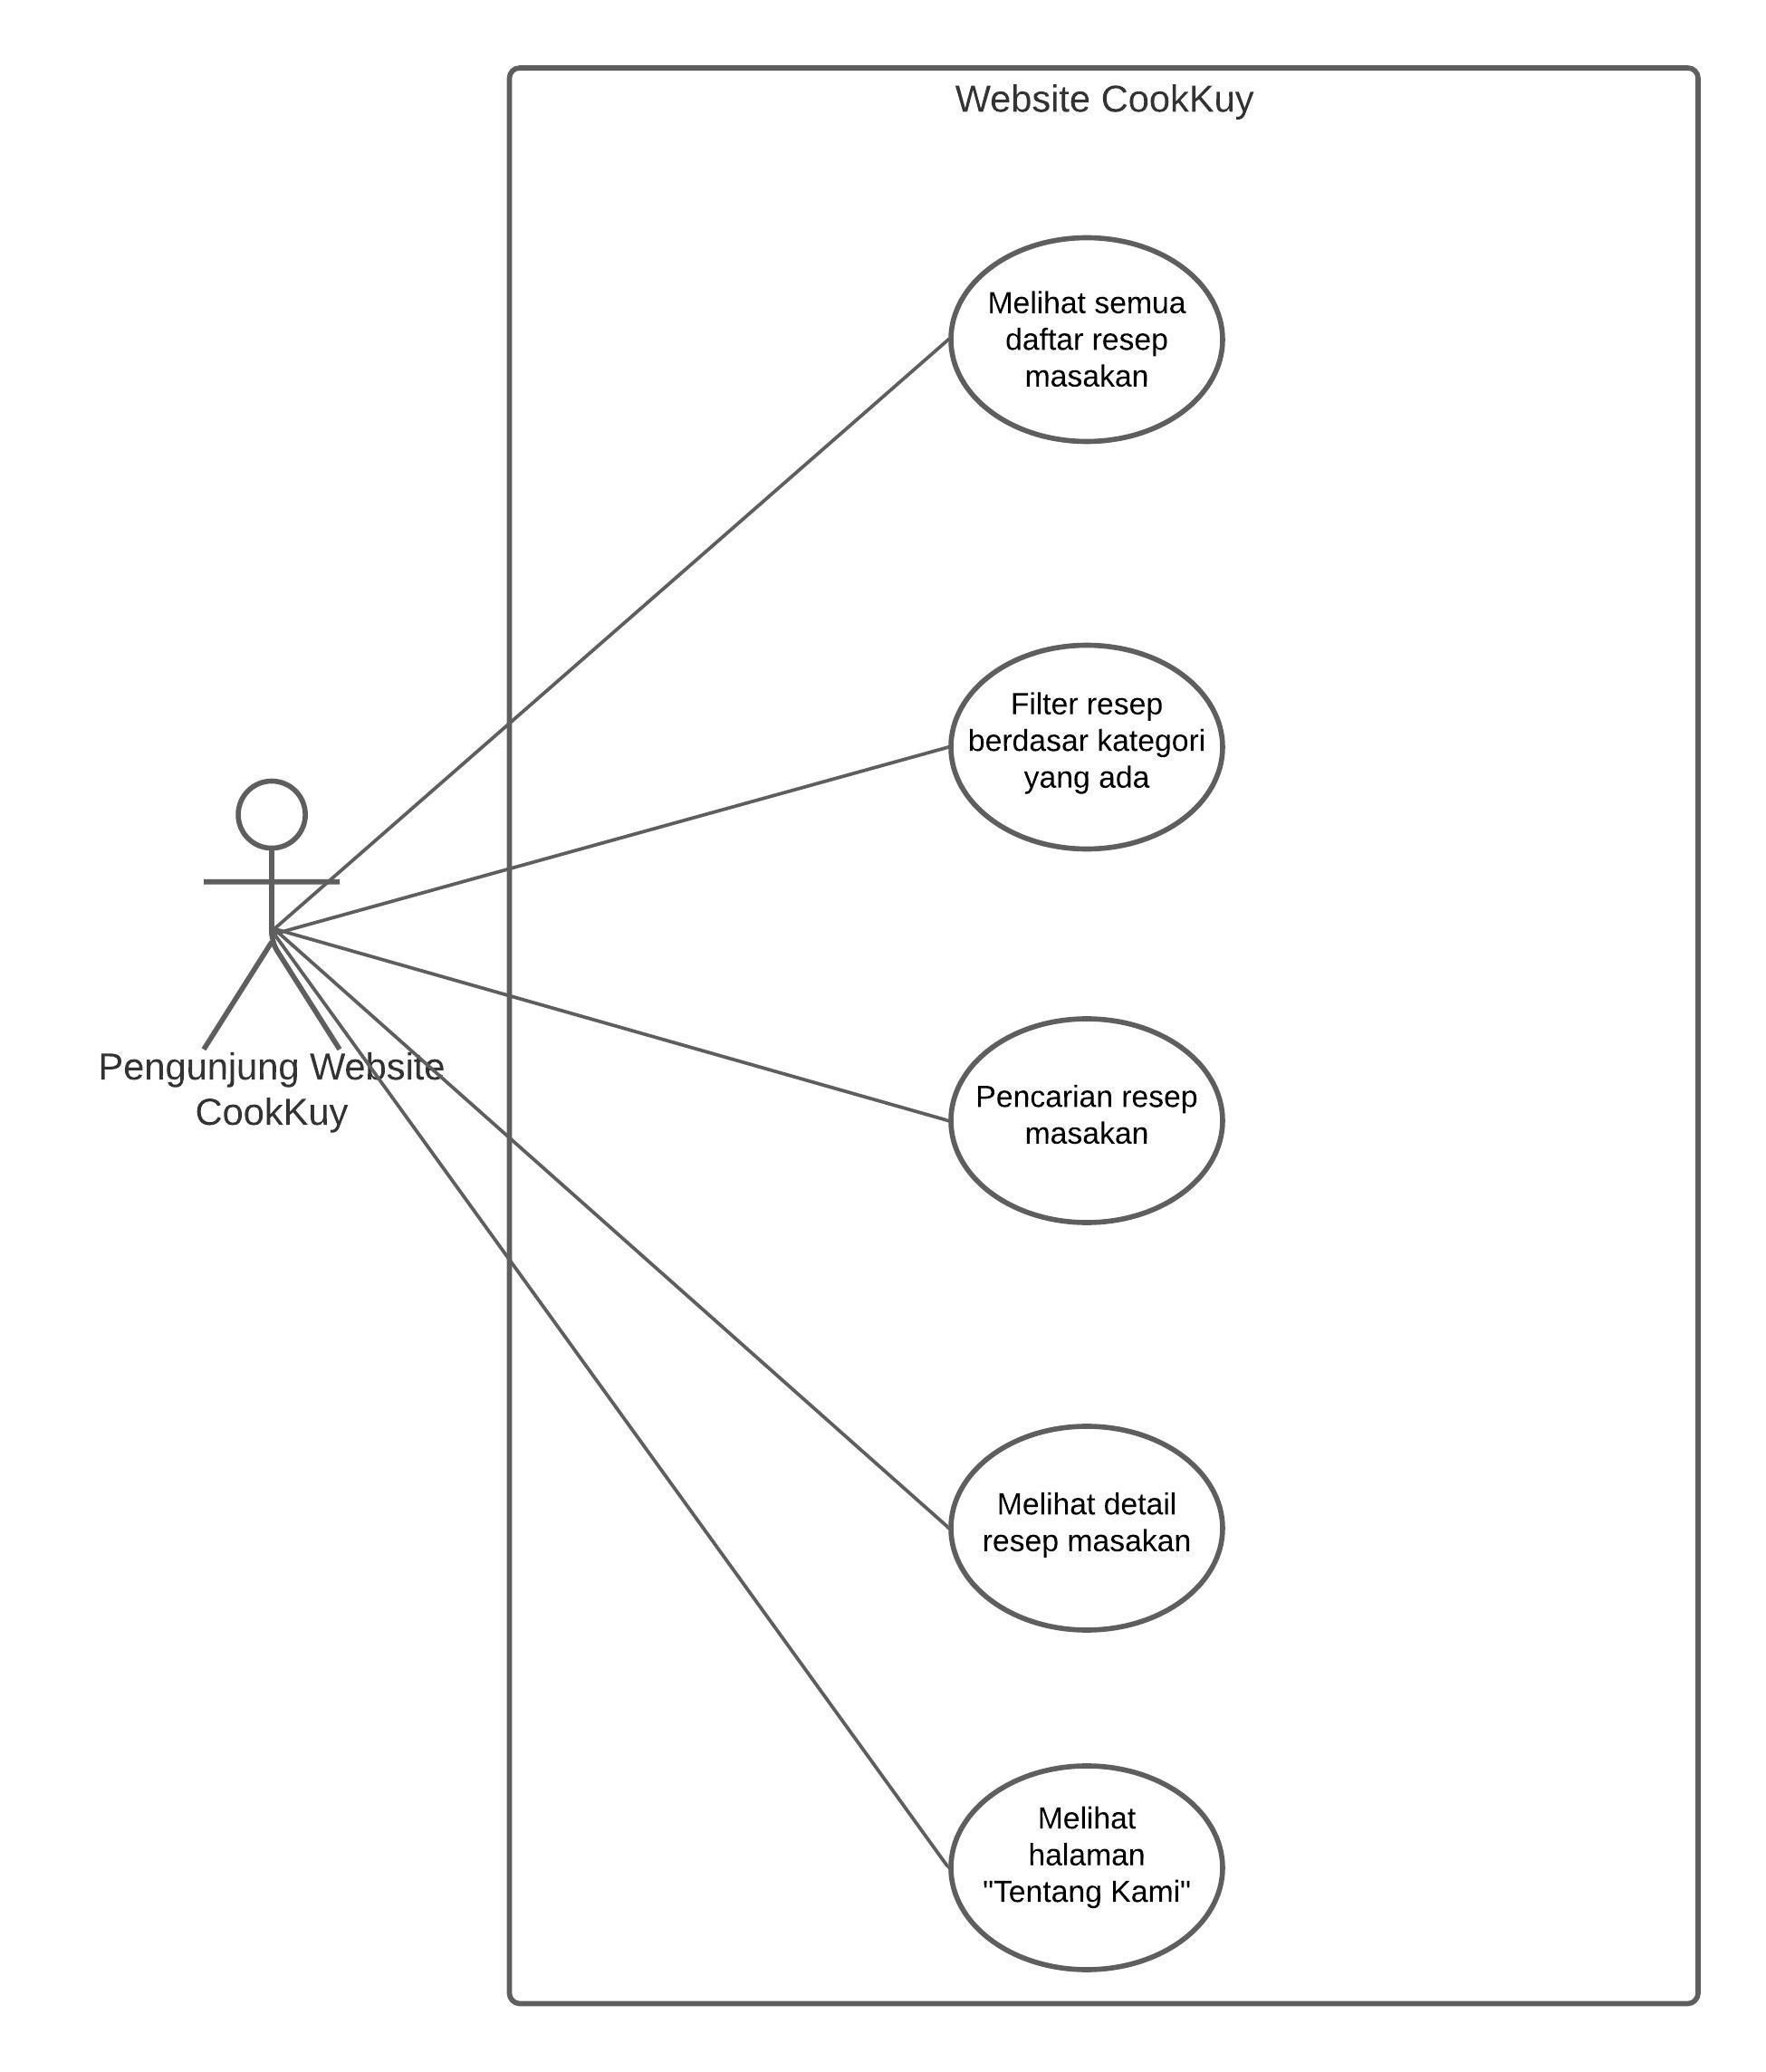 Website CookKuy
Melihat semua
daftar resep
masakan
Filter resep
berdasar kategori
yang ada
Pengunjung Website
CookKuy
Pencarian resep
masakan
Melihat detail
resep masakan
Melihat
halaman
"Tentang Kami"